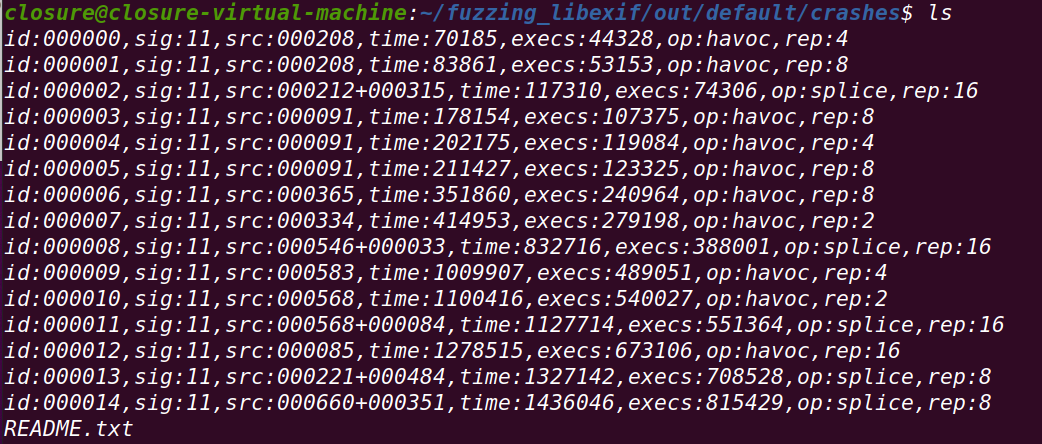 closure@closure-virtual-machine:~/fuzzing_libexif/out/default/crashes$ ls
id:000000,sig:11,src:000208,time:70185,execs:44328,op:havoc,rep:4
id:000001,sig:11,src:000208,time:83861,execs:53153,op:havoc,rep:8
id:000002,sig:11,src:000212+000315,time:117310,execs:74306,op:splice,rep:16
id:000003,sig:11,src:000091,time:178154,execs:107375,op:havoc,rep:8
id:000004,sig:11,src:000091,time:202175,execs:119084,op:havoc,rep:4
id:000005,sig:11,src:000091,time:211427,execs:123325,op:havoc,rep:8
id:000006,sig:11,src:000365,time:351860,execs:240964,op:havoc,rep:8
id:000007,sig:11,src:000334,time:414953,execs:279198,op:havoc,rep:2
id:000008,sig:11,src:000546+000033,time:832716,execs:388001,op:splice,rep:16
id:000009,sig:11,src:000583,time:1009907,execs:489051,op:havoc,rep:4
id:000010,sig:11,src:000568,time:1100416,execs:540027,op:havoc,rep:2
id:000011,sig:11,src:000568+000084,time:1127714,execs:551364,op:splice,rep:16
id:000012,sig:11,src:000085,time:1278515,execs:673106,op:havoc,rep:16
id:000013,sig:11,src:000221+000484,time:1327142,execs:708528,op:splice,rep:8
id:000014,sig:11,src:000660+000351,time:1436046,execs:815429,op:splice,rep:8
README.txt